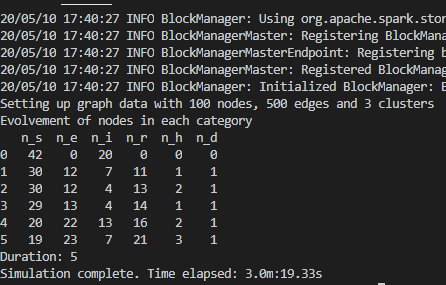 20/05/10 17:40:27 INFO BlockManager: Using org.apache.spark.stor
20/05/10 17:40:27 INFO BlockManagerMaster: Registering BlockMana
20/05/10 17:40:27 INFO BlockManagerMasterEndpoint: Registering b
20/05/10 17:40:27 INFO BlockManagerMaster: Registered BlockManag
20/05/10 17:40:27 INFO BlockManager: Initialized BlockManager: B
Setting up graph data with 100 nodes, 500 edges and 3 clusters
Evolvement of nodes in each category
n_s n_e n_i n_r n_h n_d
0 42 0 20 0 0 0
1 30 12 7 11 1 1
2 30 12 4 13 2 1
3 29 13 4 14 1 1
4 20 22 13 16 2 1
5 19 23 7 21 3 1
Duration: 5
Simulation complete. Time elapsed: 3.0m:19.33s